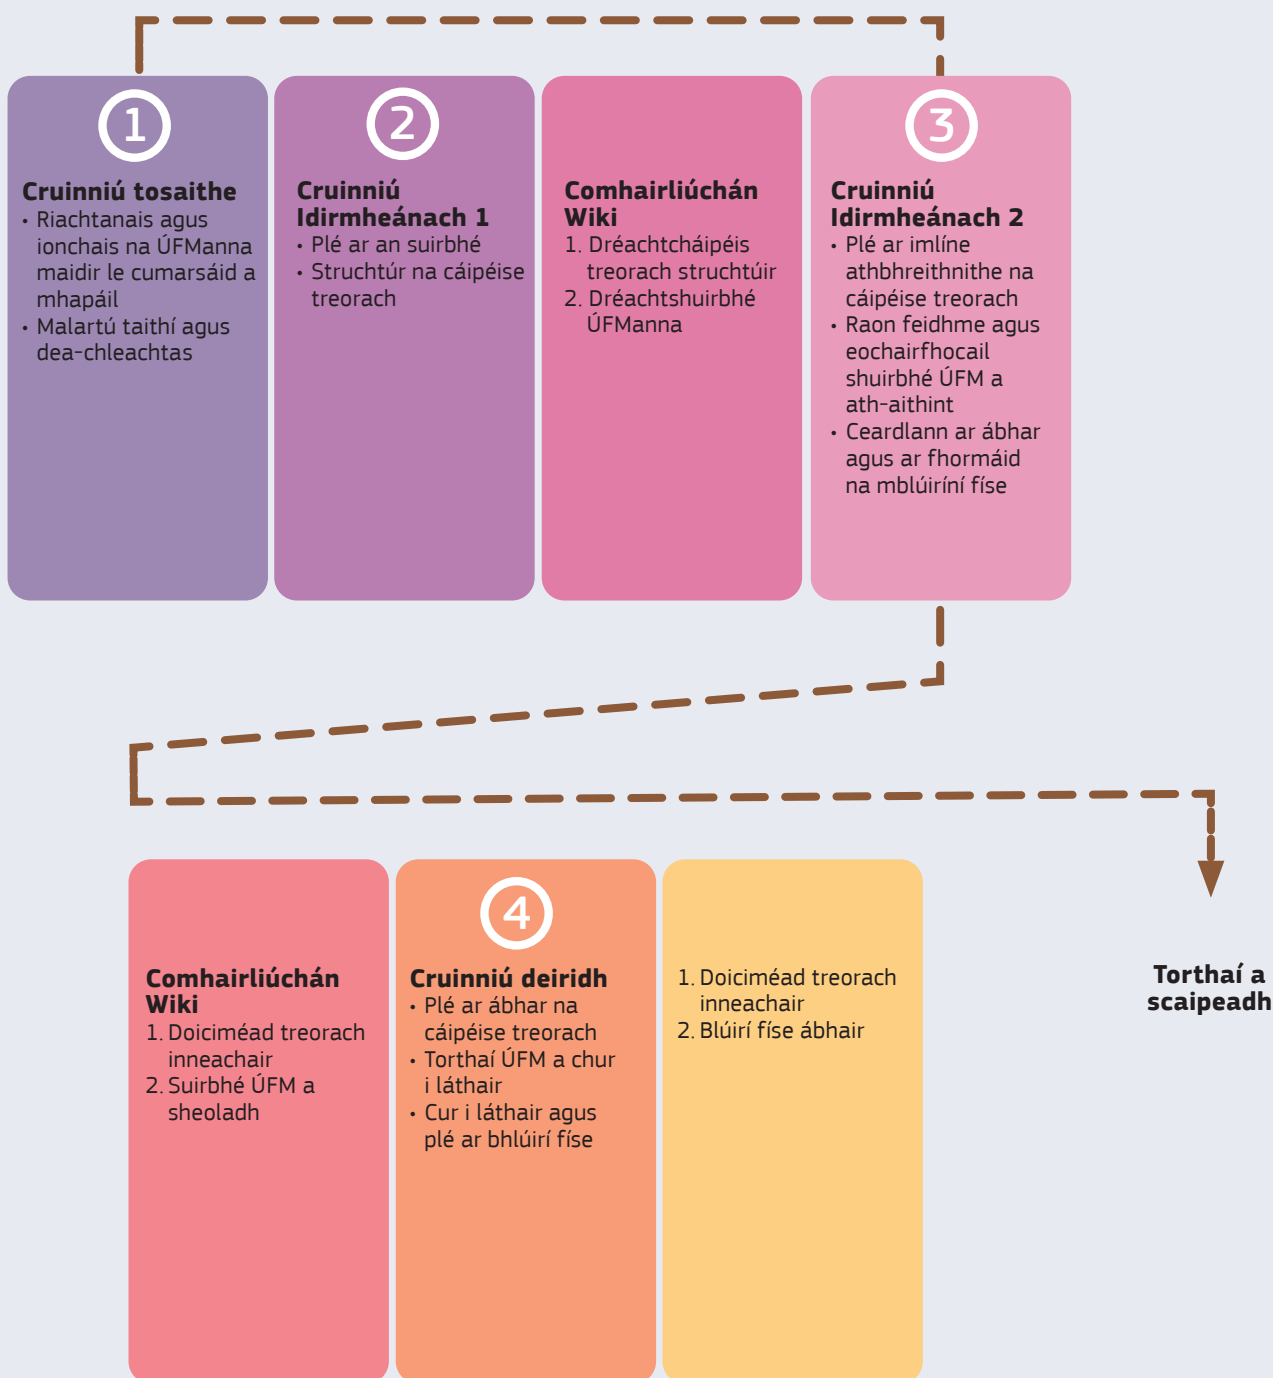 1
Cruinniú tosaithe
• Riachtanais agus
ionchais na ÚFManna
maidir le cumarsáid a
mhapáil
• Malartú taithí agus
dea-chleachtas
2
Cruinniú
Idirmheánach 1
• Plé ar an suirbhé
• Struchtúr na cáipéise
treorach
Comhairliúchán
Wiki
1. Dréachtcháipéis
treorach struchtúir
2. Dréachtshuirbhé
ÚFManna
3
Cruinniú
Idirmheánach 2
• Plé ar imlíne
athbhreithnithe na
cáipéise treorach
• Raon feidhme agus
eochairfhocail
shuirbhé ÚFM a
ath-aithint
• Ceardlann ar ábhar
agus ar fhormáid
na mblúiríní físe
Comhairliúchán
Wiki
1. Doiciméad treorach
inneachair
2. Suirbhé ÚFM a
sheoladh
4
Cruinniú deiridh
• Plé ar ábhar na
cáipéise treorach
• Torthaí ÚFM a chur
i láthair
• Cur i láthair agus
plé ar bhlúirí físe
1. Doiciméad treorach
inneachair
2. Blúirí físe ábhair
Torthaí a
scaipeadh